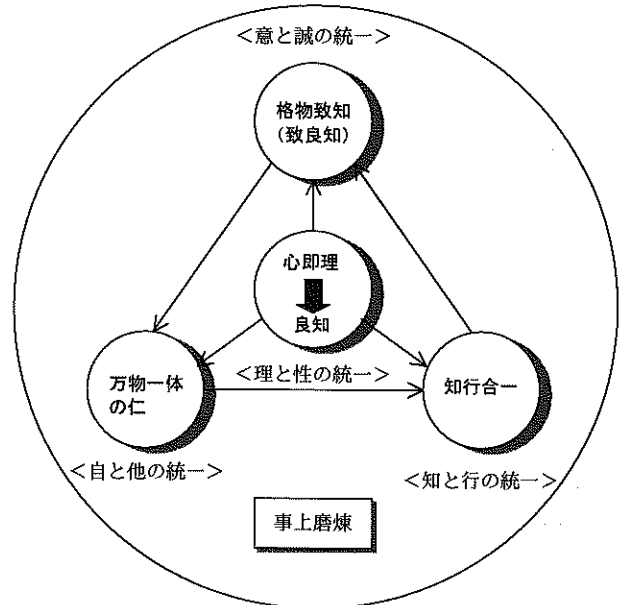 ＜意と誠の統一＞
格物致知
（致良知）
心即理
良知
万物一体
の仁
＜理と性の統一＞
知行合一
＜自と他の統一＞
＜知と行の統一＞
事上磨煉